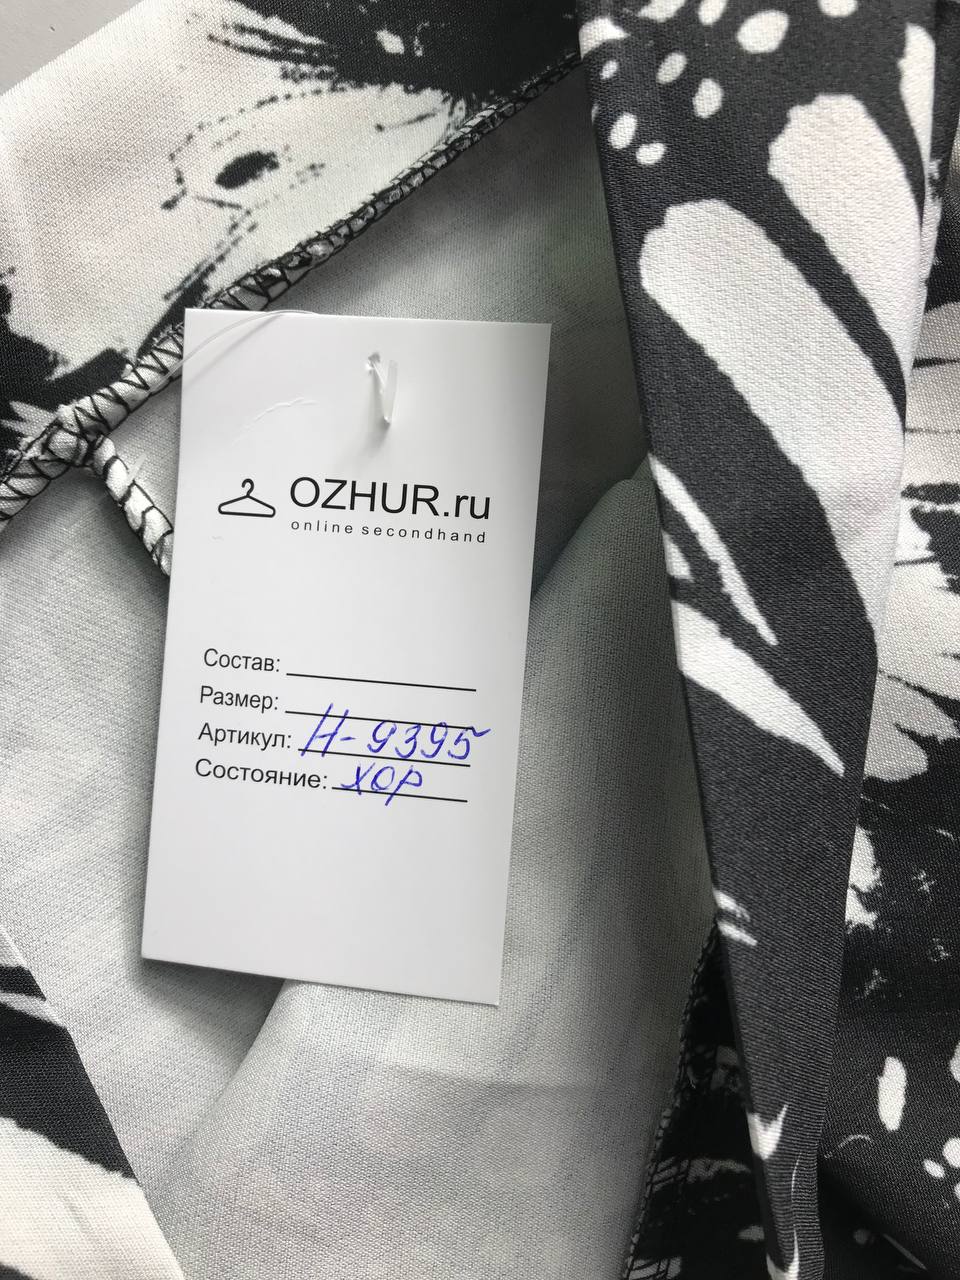 OZHUR.ru
online secondhand
Состав:
Размер:
Артикул: Н-9395
Состояние: хор